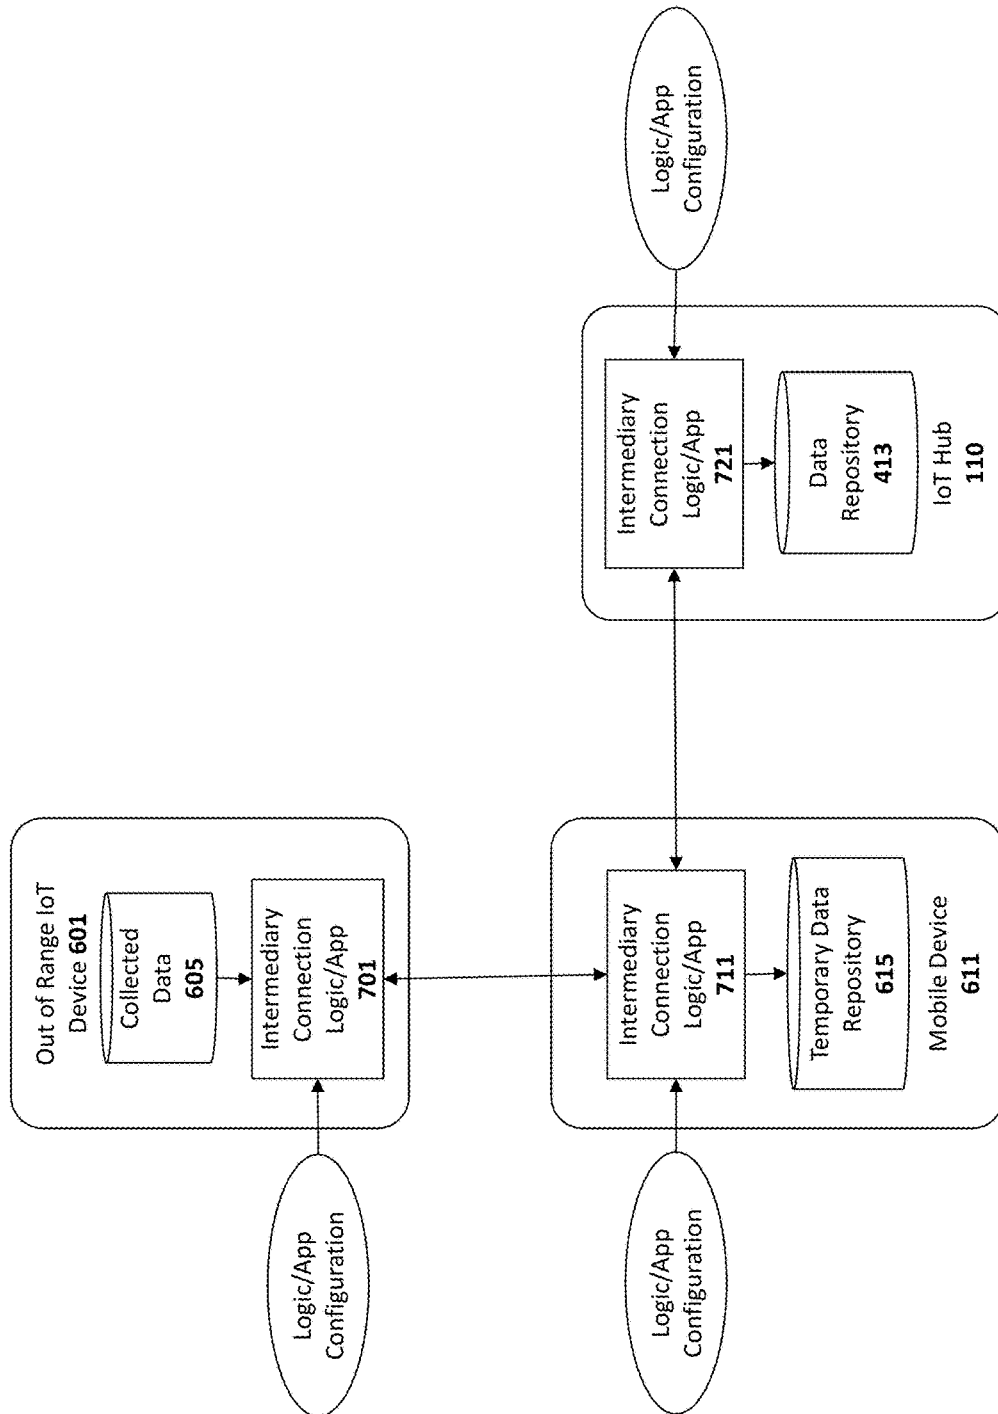 Out of Range IoT
Device 601
Collected
Data
605
Intermediary
Connection
Logic/App
701
Logic/App
Configuration
Intermediary
Connection
Logic/App
711
Temporary Data
Repository
615
Mobile Device
611
Logic/App
Configuration
Intermediary
Connection
Logic/App
721
Data
Repository
413
IoT Hub
110
Logic/App
Configuration